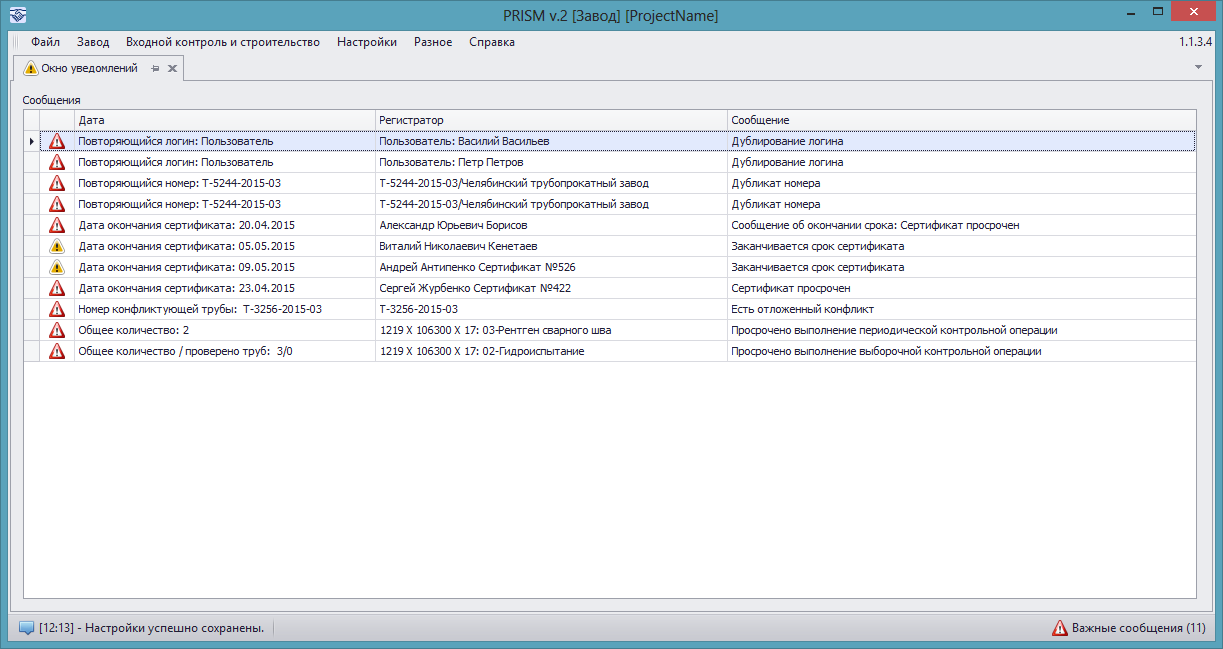 PRISM v.2 [Завод] [ProjectName]
Файл Завод Входной контроль и строительство Настройки Разное Справка 1.1.3.4
Окно уведомлений
Сообщения
Дата Регистратор Сообщение
Повторяющийся логин: Пользователь Пользователь: Василий Васильев Дублирование логина
Повторяющийся логин: Пользователь Пользователь: Петр Петров Дублирование логина
Повторяющийся номер: Т-5244-2015-03 Т-5244-2015-03/Челябинский трубопрокатный завод Дубликат номера
Повторяющийся номер: Т-5244-2015-03 Т-5244-2015-03/Челябинский трубопрокатный завод Дубликат номера
Дата окончания сертификата: 20.04.2015 Александр Юрьевич Борисов Сообщение об окончании срока: Сертификат просрочен
Дата окончания сертификата: 05.05.2015 Виталий Николаевич Кенетаев Заканчивается срок сертификата
Дата окончания сертификата: 09.05.2015 Андрей Антипенко Сертификат №526 Заканчивается срок сертификата
Дата окончания сертификата: 23.04.2015 Сергей Журбенко Сертификат №422 Сертификат просрочен
Номер конфликтующей трубы: Т-3256-2015-03 Т-3256-2015-03 Есть отложенный конфликт
Общее количество: 2 1219 X 106300 X 17: 03-Рентген сварного шва Просрочено выполнение периодической контрольной операции
Общее количество / проверено труб: 3/0 1219 X 106300 X 17: 02-Гидроиспытание Просрочено выполнение выборочной контрольной операции
[12:13] - Настройки успешно сохранены. Важные сообщения (11)